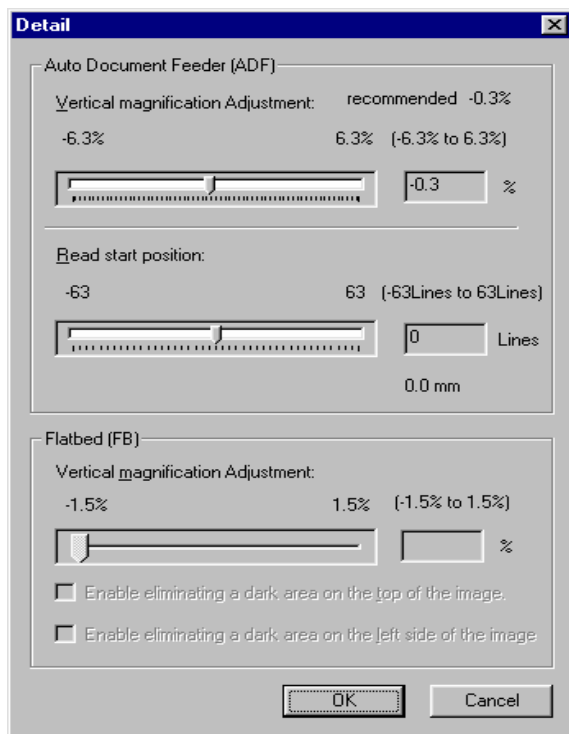 Detail
Auto Document Feeder (ADF)
Vertical magnification Adjustment: recommended -0.3%
-6.3% 6.3% (-6.3% to 6.3%)
-0.3 %
Read start position:
-63 63 (-63Lines to 63Lines)
0 Lines
0.0 mm
Flatbed (FB)
Vertical magnification Adjustment:
-1.5% 1.5% (-1.5% to 1.5%)
%
Enable eliminating a dark area on the top of the image.
Enable eliminating a dark area on the left side of the image
OK Cancel